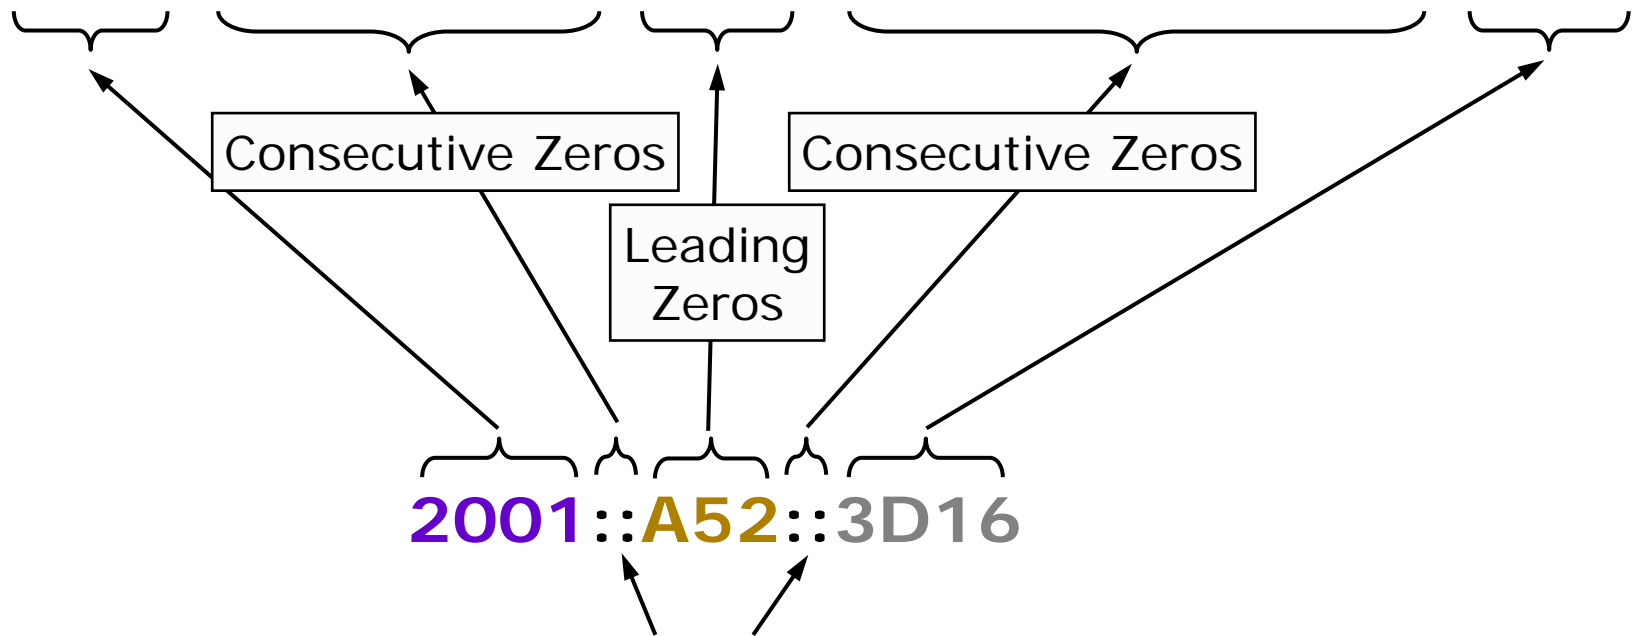 Consecutive Zeros
Consecutive Zeros
Leading
Zeros
2001::A52::3D16